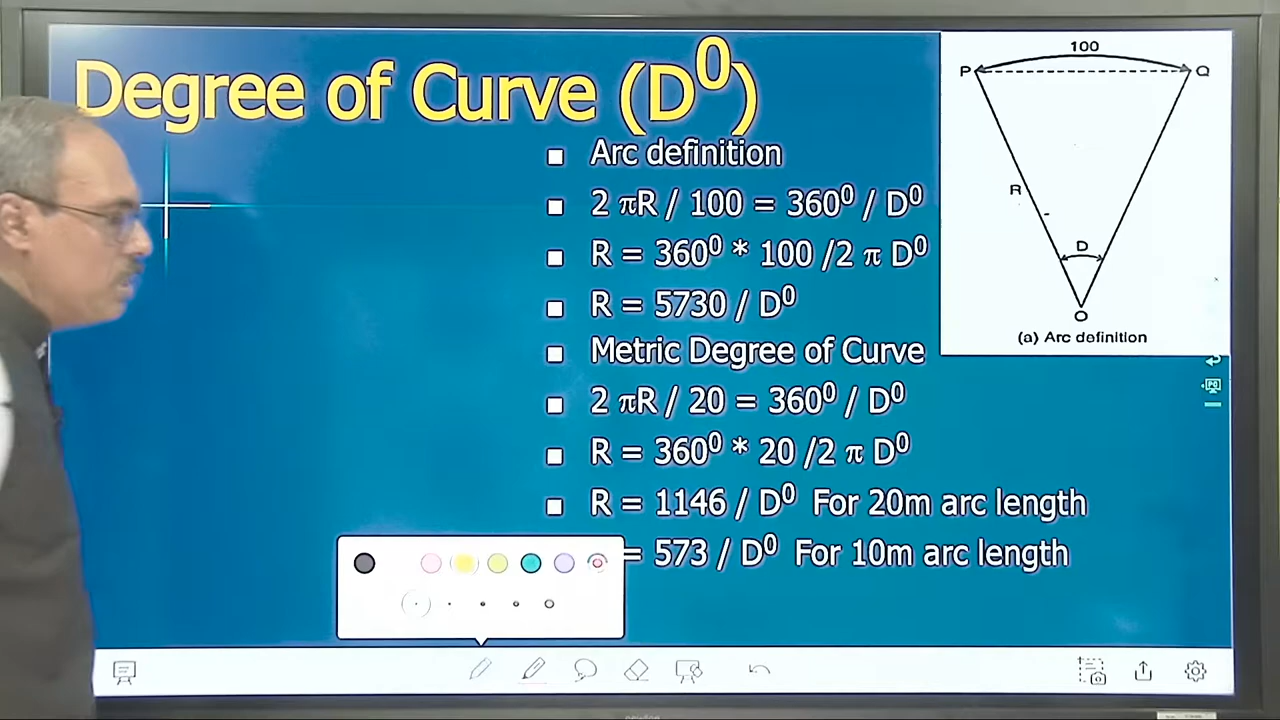 Degree of Curve (D⁰)
Arc definition
2 πR / 100 = 360⁰ / D⁰
R = 360⁰ * 100 /2 π D⁰
R = 5730 / D⁰
Metric Degree of Curve
2 πR / 20 = 360⁰ / D⁰
R = 360⁰ * 20 /2 π D⁰
R = 1146 / D⁰ For 20m arc length
= 573 / D⁰ For 10m arc length
100
P
Q
R
D
O
(a) Arc definition